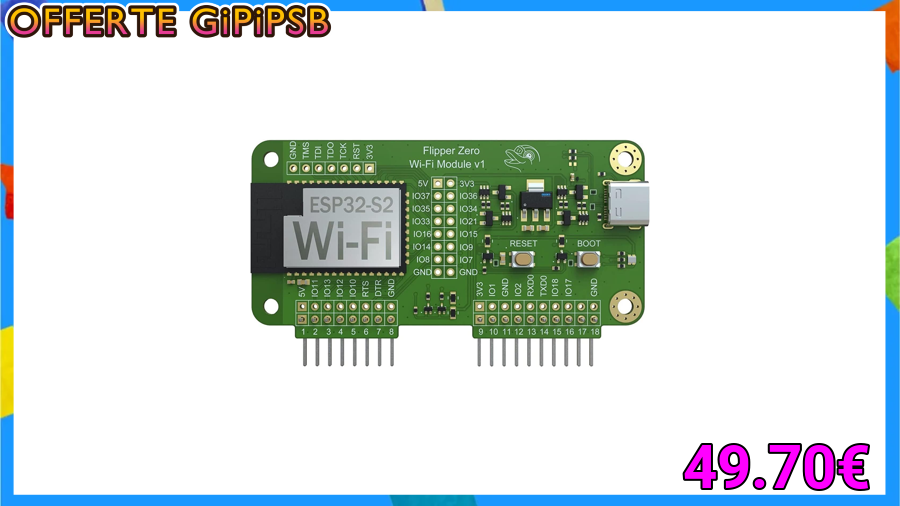 OFFERTE GiPiPSB
GND TMS TDI TDO TCK RST 3V3
Flipper Zero
Wi-Fi Module v1
ESP32-S2
Wi-Fi
5V 3V3
IO37 IO36
IO35 IO34
IO33 IO21
IO16 IO15
IO14 IO9
IO8 IO7
GND GND
RESET BOOT
5V IO11 IO13 IO12 IO10 RTS DTR GND
3V3 IO1 GND IO2 RXD0 TXD0 IO18 IO17 GND
1 2 3 4 5 6 7 8
9 10 11 12 13 14 15 16 17 18
49.70€